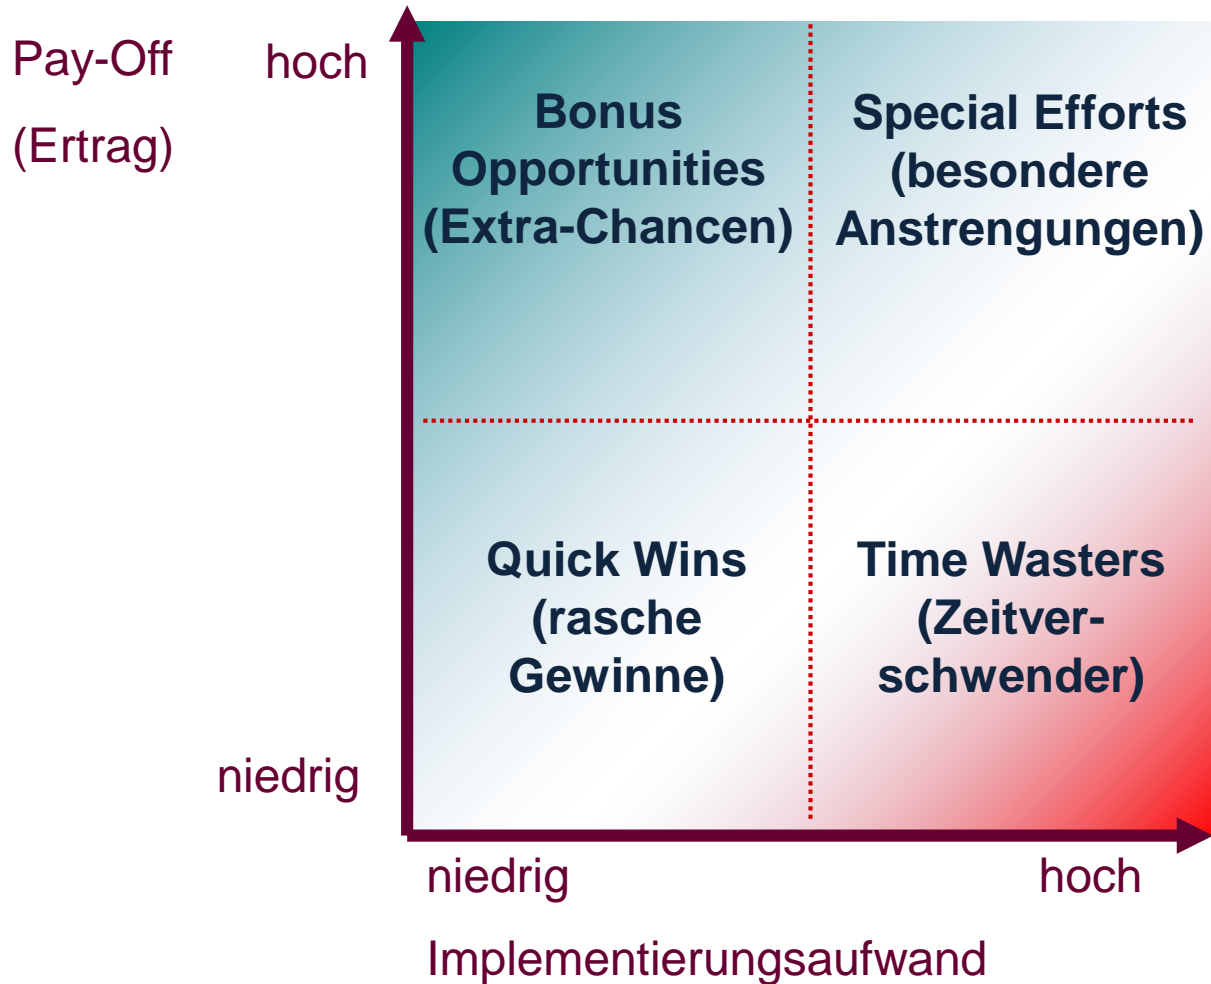 Pay-Off
(Ertrag)
hoch
Bonus
Opportunities
(Extra-Chancen)
Special Efforts
(besondere
Anstrengungen)
Quick Wins
(rasche
Gewinne)
Time Wasters
(Zeitver-
schwender)
niedrig
niedrig
hoch
Implementierungsaufwand